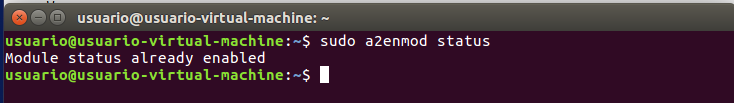 usuario@usuario-virtual-machine: ~
usuario@usuario-virtual-machine:~$ sudo a2enmod status
Module status already enabled
usuario@usuario-virtual-machine:~$